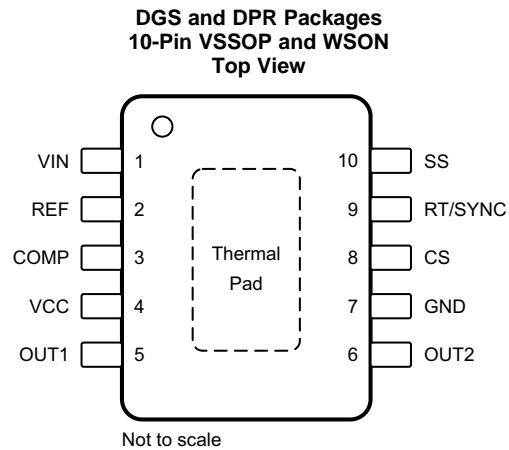 DGS and DPR Packages
10-Pin VSSOP and WSON
Top View
VIN 1 10 SS
REF 2 9 RT/SYNC
COMP 3 Thermal 8 CS
Pad
VCC 4 7 GND
OUT1 5 6 OUT2
Not to scale